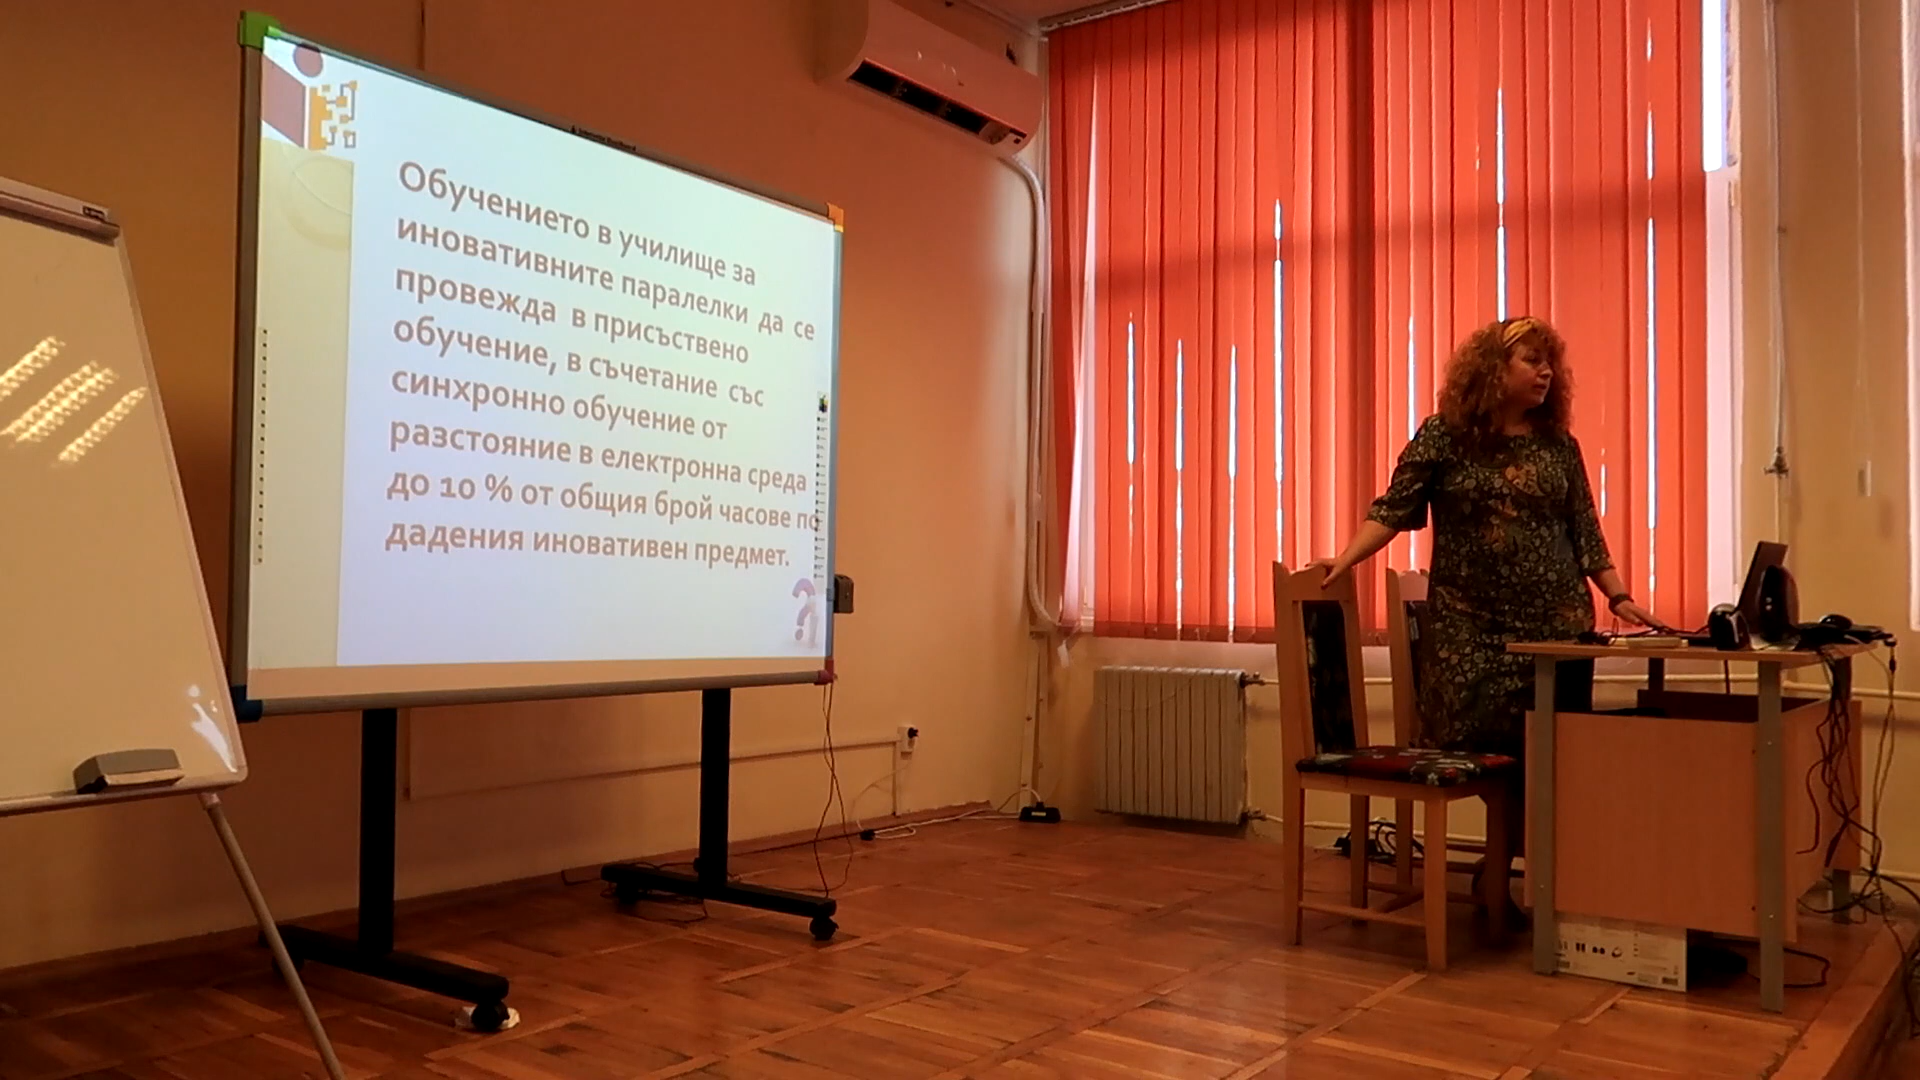 Обучението в училище за
иновативните паралелки да се
провежда в присъствено
обучение, в съчетание със
синхронно обучение от
разстояние в електронна среда
до 10 % от общия брой часове по
дадения иновативен предмет.